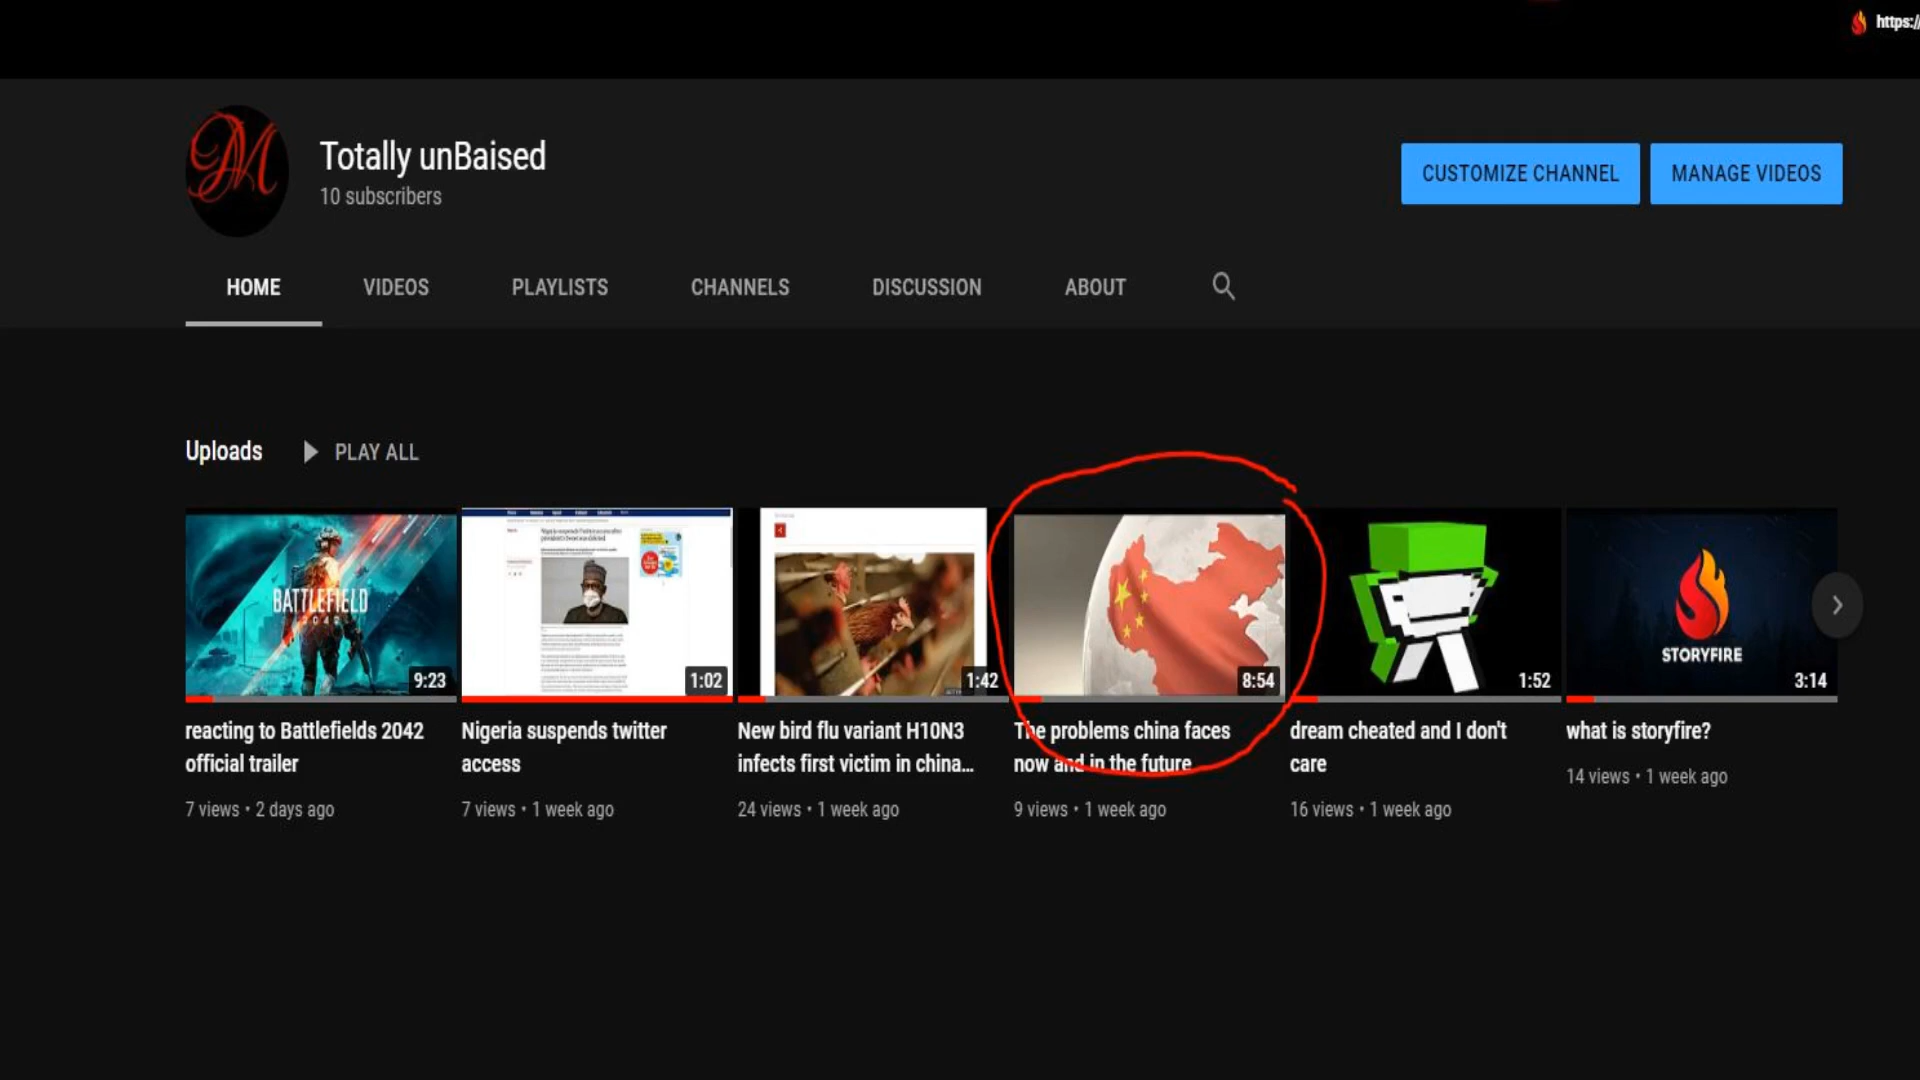 https://
Totally unBaised
10 subscribers
CUSTOMIZE CHANNEL
MANAGE VIDEOS
HOME
VIDEOS
PLAYLISTS
CHANNELS
DISCUSSION
ABOUT
Uploads
PLAY ALL
BATTLEFIELD
2042
9:23
1:02
1:42
8:54
1:52
STORYFIRE
3:14
reacting to Battlefields 2042
official trailer
7 views • 2 days ago
Nigeria suspends twitter
access
7 views • 1 week ago
New bird flu variant H10N3
infects first victim in china...
24 views • 1 week ago
The problems china faces
now and in the future
9 views • 1 week ago
dream cheated and I don't
care
16 views • 1 week ago
what is storyfire?
14 views • 1 week ago